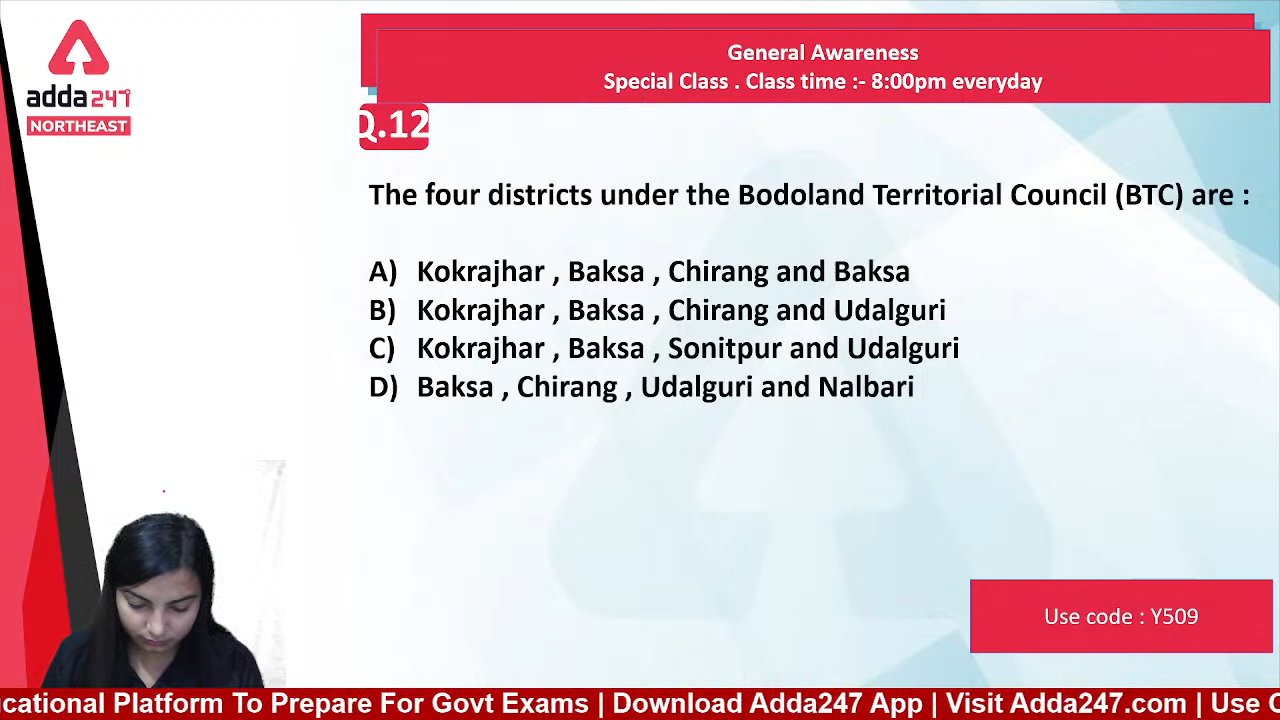 adda247
NORTHEAST
General Awareness
Special Class . Class time :- 8:00pm everyday
Q.12
The four districts under the Bodoland Territorial Council (BTC) are :
A) Kokrajhar , Baksa , Chirang and Baksa
B) Kokrajhar , Baksa , Chirang and Udalguri
C) Kokrajhar , Baksa , Sonitpur and Udalguri
D) Baksa , Chirang , Udalguri and Nalbari
Use code : Y509
cational Platform To Prepare For Govt Exams | Download Adda247 App | Visit Adda247.com | Use